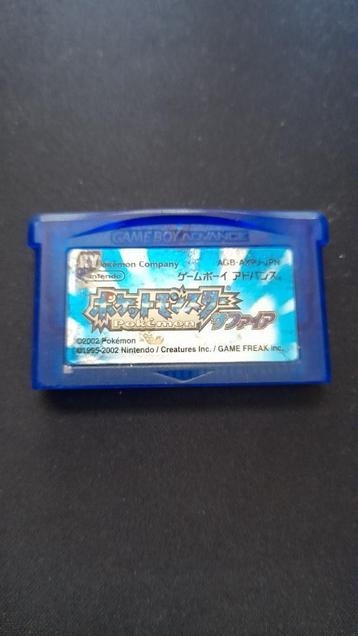 GAME BOY ADVANCE
Pokémon Company AGB-AXPJ-JPN
Nintendo ゲームボーイ アドバンス
ポケットモンスター
Pokémon サファイア
©2002 Pokémon
©1995-2002 Nintendo / Creatures Inc. / GAME FREAK inc.